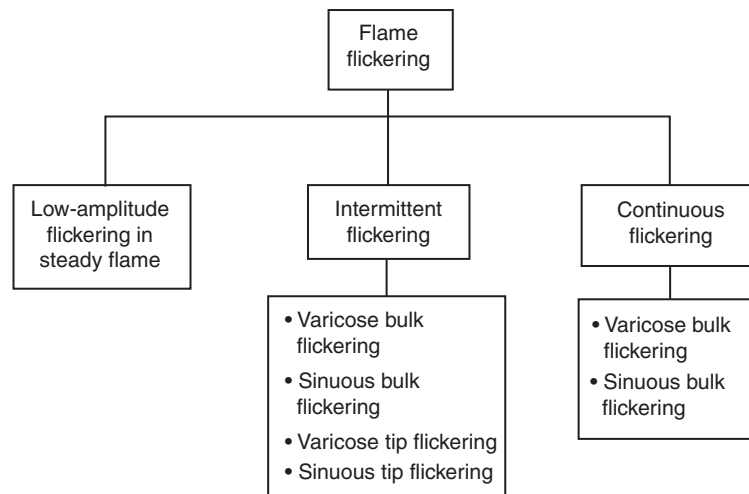 Flame
flickering
Low-amplitude
flickering in
steady flame
Intermittent
flickering
Continuous
flickering
• Varicose bulk
flickering
• Sinuous bulk
flickering
• Varicose tip flickering
• Sinuous tip flickering
• Varicose bulk
flickering
• Sinuous bulk
flickering